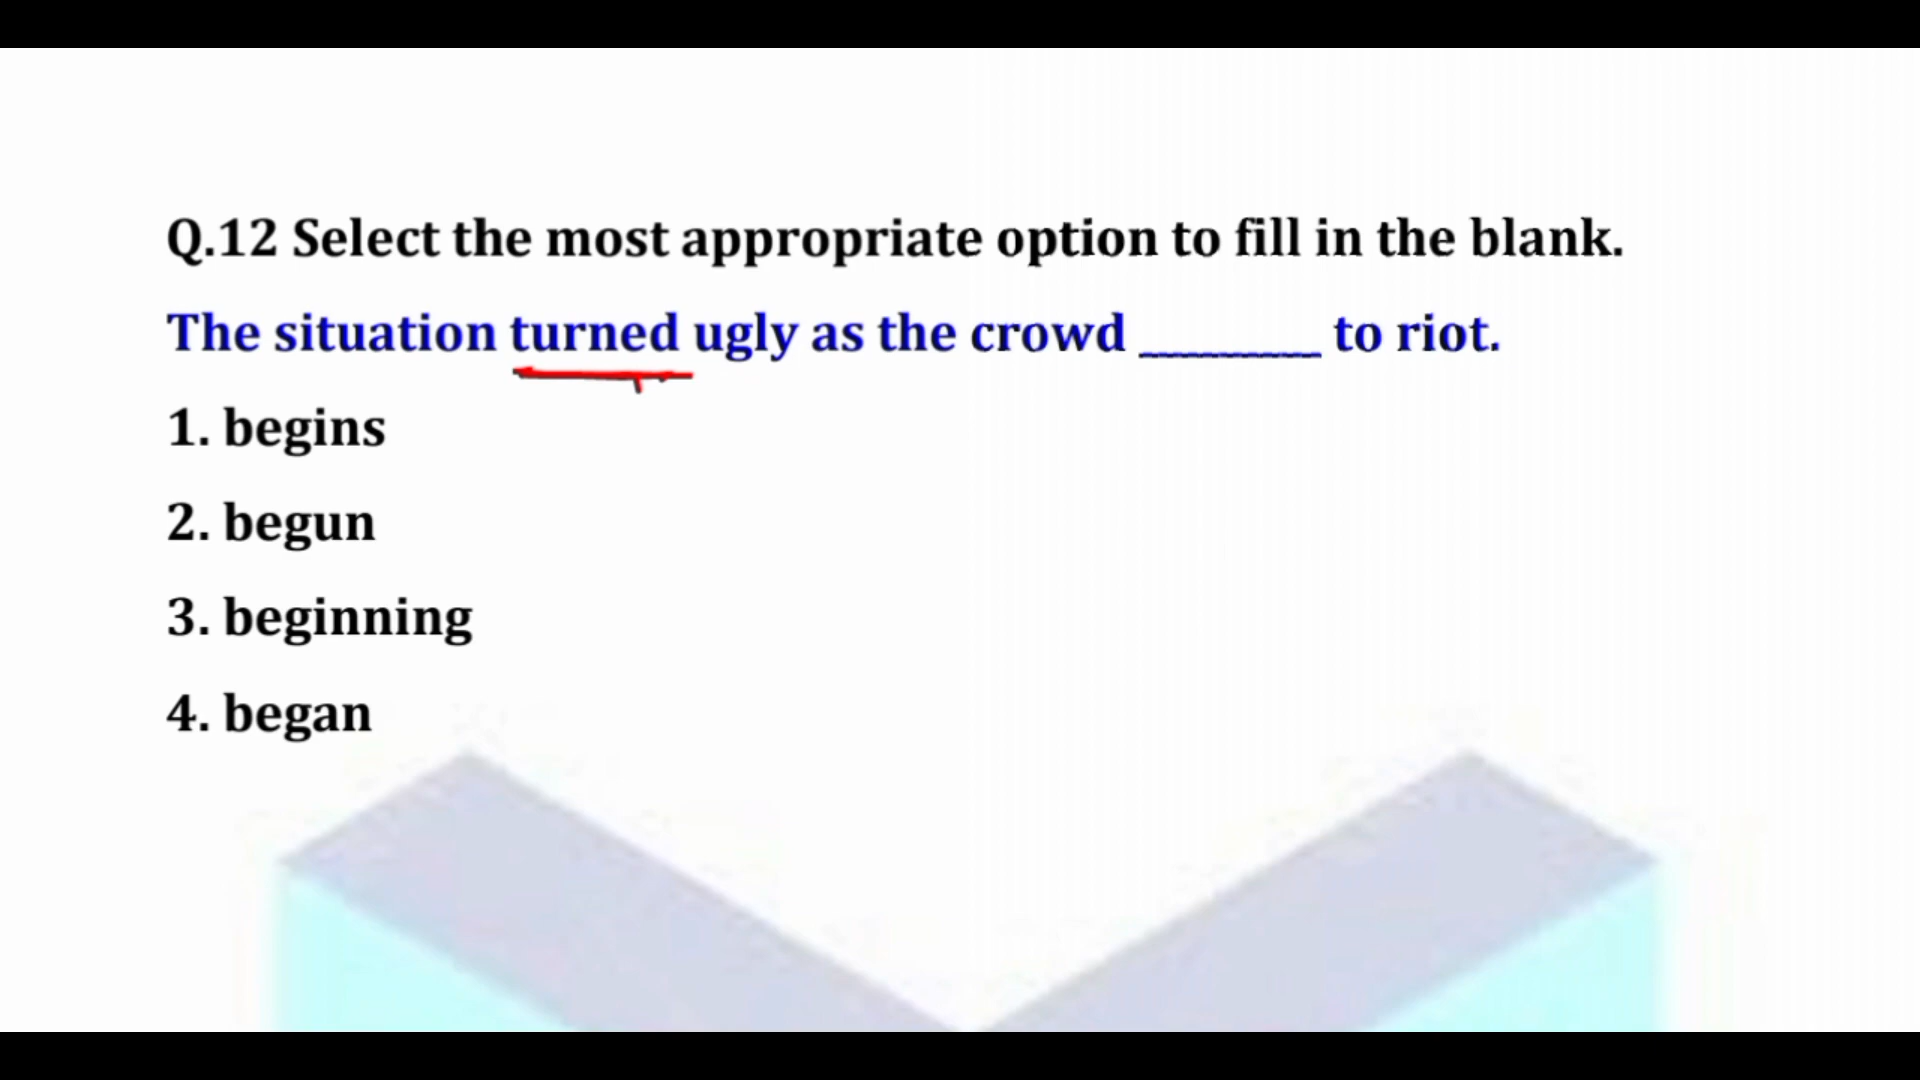 Q.12 Select the most appropriate option to fill in the blank.
The situation turned ugly as the crowd __________ to riot.
1. begins
2. begun
3. beginning
4. began